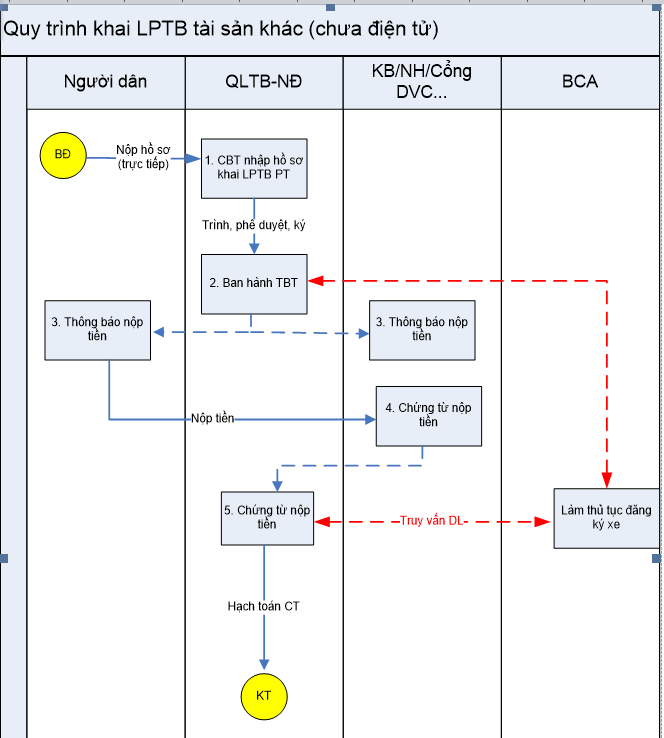 Quy trình khai LPTB tài sản khác (chưa điện tử)
Người dân
QLTB-NĐ
KB/NH/Cổng
DVC...
BCA
BĐ
Nộp hồ sơ
(trực tiếp)
1. CBT nhập hồ sơ
khai LPTB PT
Trình, phê duyệt, ký
2. Ban hành TBT
3. Thông báo nộp
tiền
3. Thông báo nộp
tiền
4. Chứng từ nộp
tiền
Nộp tiền
5. Chứng từ nộp
tiền
Truy vấn DL
Làm thủ tục đăng
ký xe
Hạch toán CT
KT